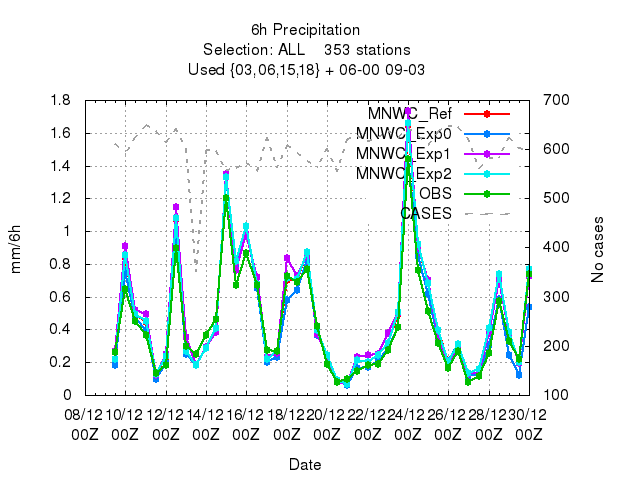 6h Precipitation
Selection: ALL    353 stations
Used {03,06,15,18} + 06-00 09-03
1.8
1.6
1.4
1.2
1
0.8
0.6
0.4
0.2
0
mm/6h
700
600
500
400
300
200
100
No cases
MNWC_Ref
MNWC_Exp0
MNWC_Exp1
MNWC_Exp2
OBS
CASES
08/12 10/12 12/12 14/12 16/12 18/12 20/12 22/12 24/12 26/12 28/12 30/12
00Z 00Z 00Z 00Z 00Z 00Z 00Z 00Z 00Z 00Z 00Z 00Z
Date